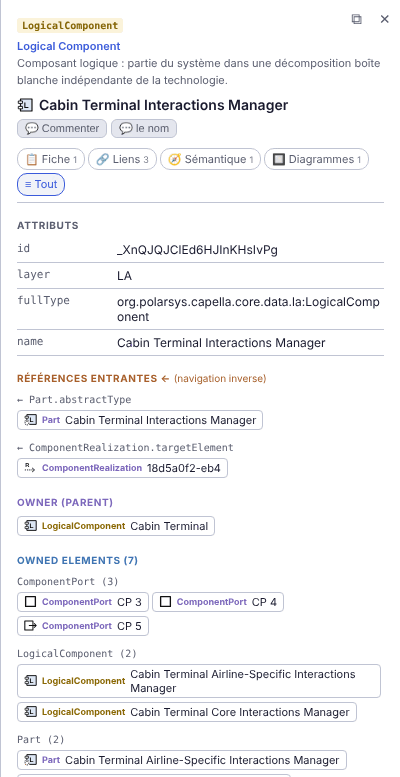 LogicalComponent
Logical Component
Composant logique : partie du système dans une décomposition boîte
blanche indépendante de la technologie.
Cabin Terminal Interactions Manager
Commenter
le nom
Fiche 1
Liens 3
Sémantique 1
Diagrammes 1
≡ Tout
ATTRIBUTS
id _XnQJQJClEd6HJlnKHsIvPg
layer LA
fullType org.polarsys.capella.core.data.la:LogicalComp
onent
name Cabin Terminal Interactions Manager
RÉFÉRENCES ENTRANTES ← (navigation inverse)
← Part.abstractType
Part Cabin Terminal Interactions Manager
← ComponentRealization.targetElement
ComponentRealization 18d5a0f2-eb4
OWNER (PARENT)
LogicalComponent Cabin Terminal
OWNED ELEMENTS (7)
ComponentPort (3)
ComponentPort CP 3
ComponentPort CP 4
ComponentPort CP 5
LogicalComponent (2)
LogicalComponent Cabin Terminal Airline-Specific Interactions
Manager
LogicalComponent Cabin Terminal Core Interactions Manager
Part (2)
Part Cabin Terminal Airline-Specific Interactions Manager